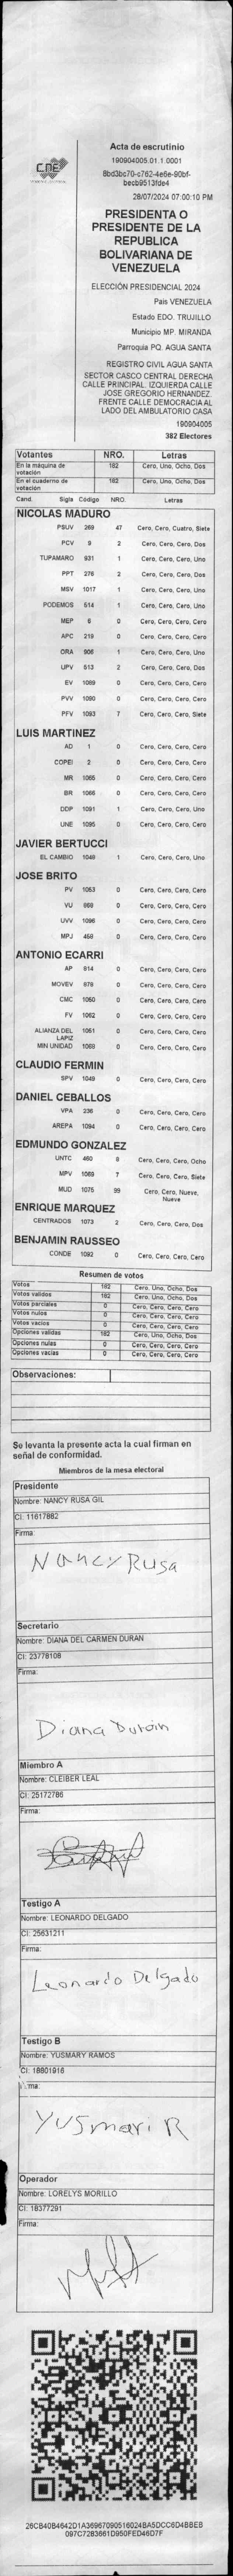 CNE
Acta de escrutinio
190904005.01.1.0001
8bd3bc70-c762-4e6e-90bf-
becb9513fde4
28/07/2024 07:00:10 PM
PRESIDENTA O
PRESIDENTE DE LA
REPUBLICA
BOLIVARIANA DE
VENEZUELA
ELECCIÓN PRESIDENCIAL 2024
País VENEZUELA
Estado EDO. TRUJILLO
Municipio MP. MIRANDA
Parroquia PQ. AGUA SANTA
REGISTRO CIVIL AGUA SANTA
SECTOR CASCO CENTRAL DERECHA
CALLE PRINCIPAL. IZQUIERDA CALLE
JOSE GREGORIO HERNANDEZ.
FRENTE CALLE DEMOCRACIA AL
LADO DEL AMBULATORIO CASA
190904005
382 Electores
Votantes NRO. Letras
En la máquina de votación 182 Cero, Uno, Ocho, Dos
En el cuaderno de votación 182 Cero, Uno, Ocho, Dos
Cand. Sigla Código NRO. Letras
NICOLAS MADURO
PSUV 269 47 Cero, Cero, Cuatro, Siete
PCV 9 2 Cero, Cero, Cero, Dos
TUPAMARO 931 1 Cero, Cero, Cero, Uno
PPT 276 2 Cero, Cero, Cero, Dos
MSV 1017 1 Cero, Cero, Cero, Uno
PODEMOS 514 1 Cero, Cero, Cero, Uno
MEP 6 0 Cero, Cero, Cero, Cero
APC 219 0 Cero, Cero, Cero, Cero
ORA 906 1 Cero, Cero, Cero, Uno
UPV 513 2 Cero, Cero, Cero, Dos
EV 1089 0 Cero, Cero, Cero, Cero
PVV 1090 0 Cero, Cero, Cero, Cero
PFV 1093 7 Cero, Cero, Cero, Siete
LUIS MARTINEZ
AD 1 0 Cero, Cero, Cero, Cero
COPEI 2 0 Cero, Cero, Cero, Cero
MR 1065 0 Cero, Cero, Cero, Cero
BR 1066 0 Cero, Cero, Cero, Cero
DDP 1091 1 Cero, Cero, Cero, Uno
UNE 1095 0 Cero, Cero, Cero, Cero
JAVIER BERTUCCI
EL CAMBIO 1048 1 Cero, Cero, Cero, Uno
JOSE BRITO
PV 1053 0 Cero, Cero, Cero, Cero
VU 868 0 Cero, Cero, Cero, Cero
UVV 1096 0 Cero, Cero, Cero, Cero
MPJ 458 0 Cero, Cero, Cero, Cero
ANTONIO ECARRI
AP 814 0 Cero, Cero, Cero, Cero
MOVEV 878 0 Cero, Cero, Cero, Cero
CMC 1060 0 Cero, Cero, Cero, Cero
FV 1062 0 Cero, Cero, Cero, Cero
ALIANZA DEL LAPIZ 1051 0 Cero, Cero, Cero, Cero
MIN UNIDAD 1068 0 Cero, Cero, Cero, Cero
CLAUDIO FERMIN
SPV 1049 0 Cero, Cero, Cero, Cero
DANIEL CEBALLOS
VPA 236 0 Cero, Cero, Cero, Cero
AREPA 1094 0 Cero, Cero, Cero, Cero
EDMUNDO GONZALEZ
UNTC 460 8 Cero, Cero, Cero, Ocho
MPV 1069 7 Cero, Cero, Cero, Siete
MUD 1075 99 Cero, Cero, Nueve, Nueve
ENRIQUE MARQUEZ
CENTRADOS 1073 2 Cero, Cero, Cero, Dos
BENJAMIN RAUSSEO
CONDE 1092 0 Cero, Cero, Cero, Cero
Resumen de votos
Votos 182 Cero, Uno, Ocho, Dos
Votos validos 182 Cero, Uno, Ocho, Dos
Votos parciales 0 Cero, Cero, Cero, Cero
Votos nulos 0 Cero, Cero, Cero, Cero
Votos vacios 0 Cero, Cero, Cero, Cero
Opciones validas 182 Cero, Uno, Ocho, Dos
Opciones nulas 0 Cero, Cero, Cero, Cero
Opciones vacias 0 Cero, Cero, Cero, Cero
Observaciones:
Se levanta la presente acta la cual firman en
señal de conformidad.
Miembros de la mesa electoral
Presidente
Nombre: NANCY RUSA GIL
CI: 11617882
Firma:
Nancy Rusa
Secretario
Nombre: DIANA DEL CARMEN DURAN
CI: 23778108
Firma:
Diana Duran
Miembro A
Nombre: CLEIBER LEAL
CI: 25172786
Firma:
Testigo A
Nombre: LEONARDO DELGADO
CI: 25631211
Firma:
Leonardo Delgado
Testigo B
Nombre: YUSMARY RAMOS
CI: 18801916
Firma:
Yusmari R
Operador
Nombre: LORELYS MORILLO
CI: 18377291
Firma:
26CB40B4642D1A36967090516024BA5DCC6D4BBEB
097C7283661D950FED46D7F